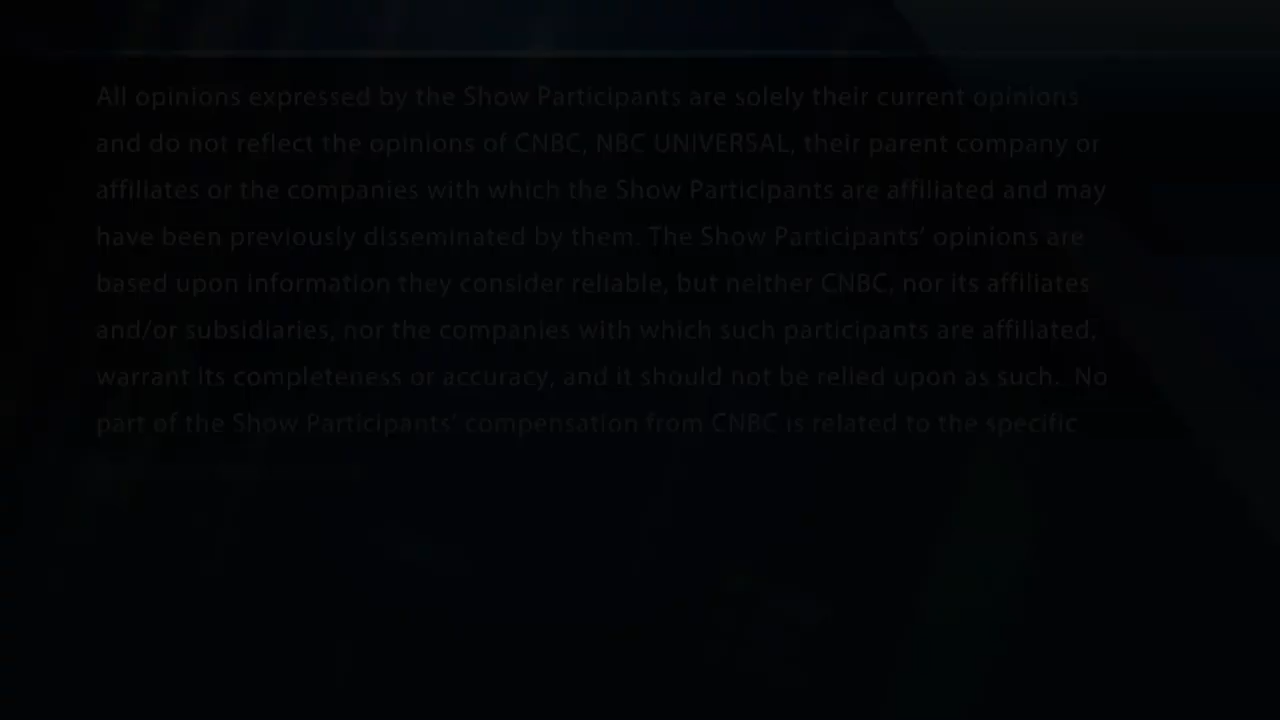 All opinions expressed by the Show Participants are solely their current opinions
and do not reflect the opinions of CNBC, NBC UNIVERSAL, their parent company or
affiliates or the companies with which the Show Participants are affiliated and may
have been previously disseminated by them. The Show Participants’ opinions are
based upon information they consider reliable, but neither CNBC, nor its affiliates
and/or subsidiaries, nor the companies with which such participants are affiliated,
warrant its completeness or accuracy, and it should not be relied upon as such.  No
part of the Show Participants’ compensation from CNBC is related to the specific